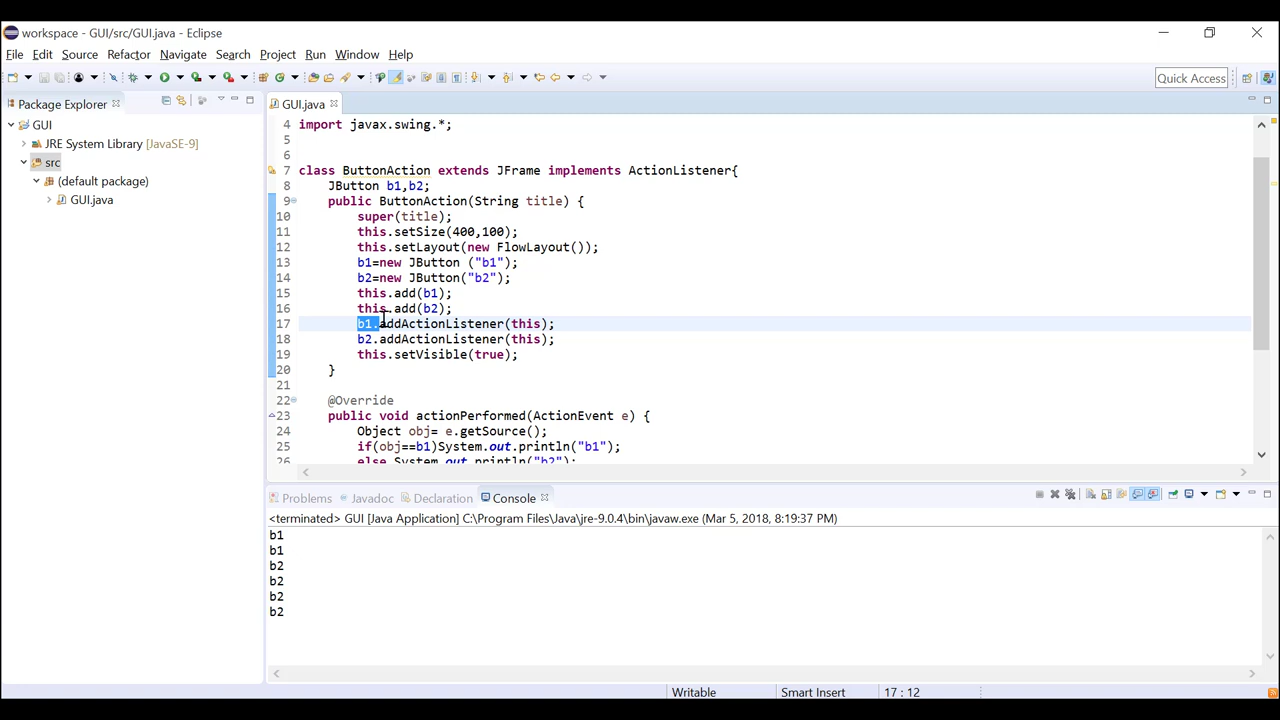 workspace - GUI/src/GUI.java - Eclipse
File Edit Source Refactor Navigate Search Project Run Window Help
Quick Access
Package Explorer
GUI
JRE System Library [JavaSE-9]
src
(default package)
GUI.java
GUI.java
4 import javax.swing.*;
5
6
7 class ButtonAction extends JFrame implements ActionListener{
8 JButton b1,b2;
9 public ButtonAction(String title) {
10 super(title);
11 this.setSize(400,100);
12 this.setLayout(new FlowLayout());
13 b1=new JButton ("b1");
14 b2=new JButton("b2");
15 this.add(b1);
16 this.add(b2);
17 b1.addActionListener(this);
18 b2.addActionListener(this);
19 this.setVisible(true);
20 }
21
22 @Override
23 public void actionPerformed(ActionEvent e) {
24 Object obj= e.getSource();
25 if(obj==b1)System.out.println("b1");
26 else System.out.println("b2");
Problems Javadoc Declaration Console
<terminated> GUI [Java Application] C:\Program Files\Java\jre-9.0.4\bin\javaw.exe (Mar 5, 2018, 8:19:37 PM)
b1
b1
b2
b2
b2
b2
Writable Smart Insert 17 : 12